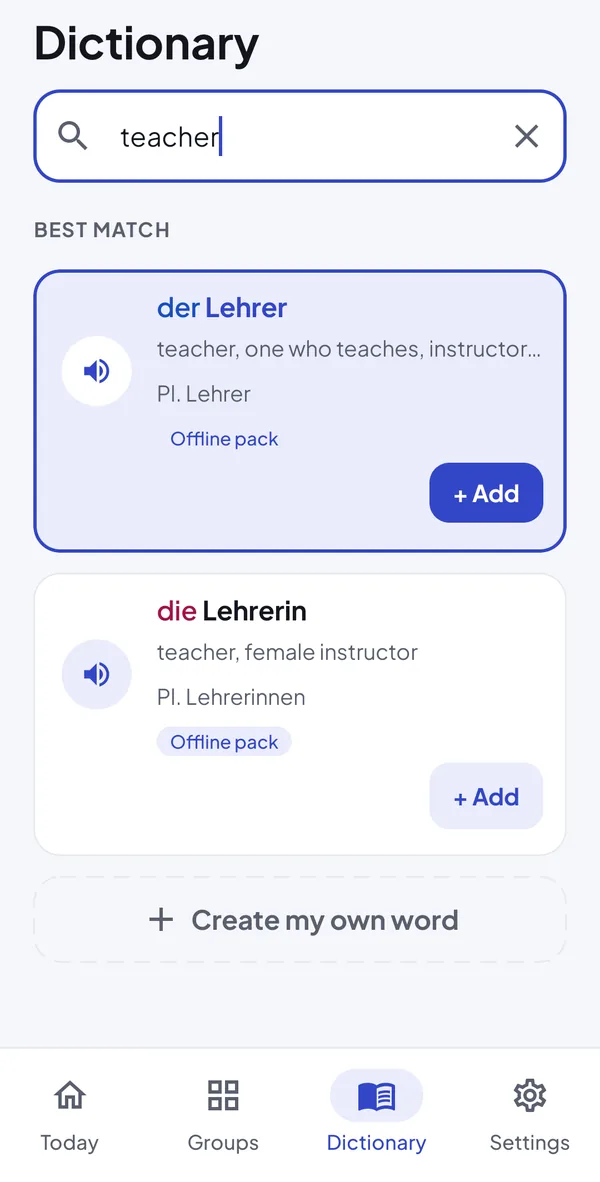 Dictionary
teacher
BEST MATCH
der Lehrer
teacher, one who teaches, instructor...
Pl. Lehrer
Offline pack
+ Add
die Lehrerin
teacher, female instructor
Pl. Lehrerinnen
Offline pack
+ Add
Create my own word
Today Groups Dictionary Settings